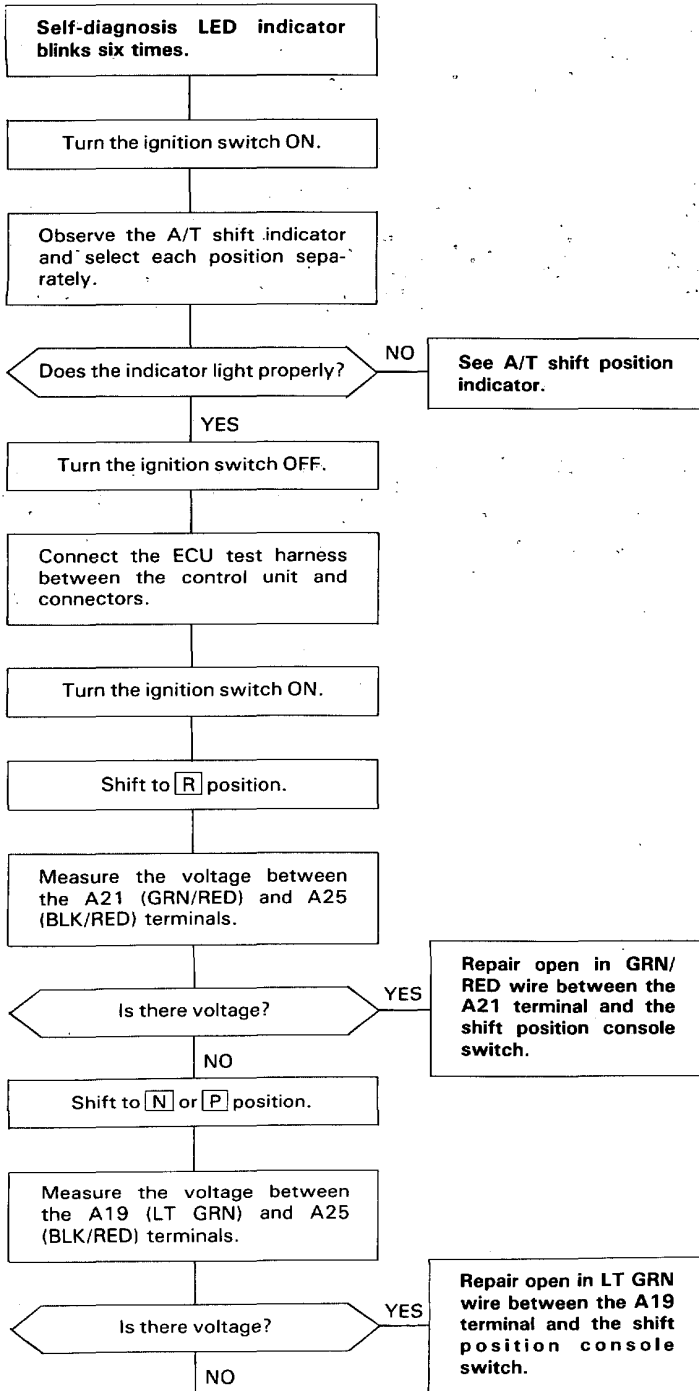 Self-diagnosis LED indicator
blinks six times.
Turn the ignition switch ON.
Observe the A/T shift indicator
and select each position sepa-
rately.
Does the indicator light properly?
NO
See A/T shift position
indicator.
YES
Turn the ignition switch OFF.
Connect the ECU test harness
between the control unit and
connectors.
Turn the ignition switch ON.
Shift to R position.
Measure the voltage between
the A21 (GRN/RED) and A25
(BLK/RED) terminals.
Is there voltage?
YES
Repair open in GRN/
RED wire between the
A21 terminal and the
shift position console
switch.
NO
Shift to N or P position.
Measure the voltage between
the A19 (LT GRN) and A25
(BLK/RED) terminals.
Is there voltage?
YES
Repair open in LT GRN
wire between the A19
terminal and the shift
position console
switch.
NO